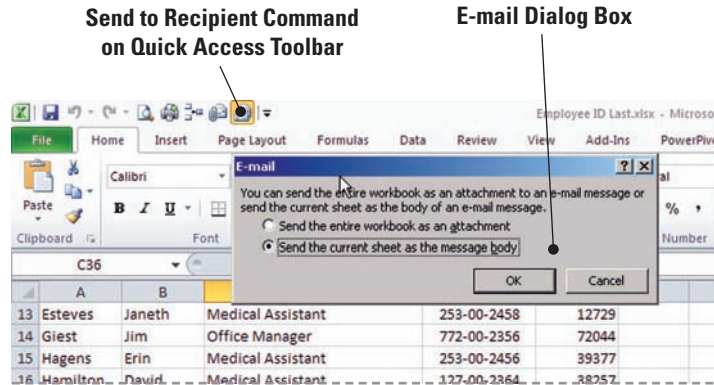 Send to Recipient Command
on Quick Access Toolbar
E-mail Dialog Box
Employee ID Last.xlsx - Microso
File Home Insert Page Layout Formulas Data Review View Add-Ins PowerPiv
Paste
Calibri
B I U
Clipboard
Font
al
% ,
Number
E-mail
You can send the entire workbook as an attachment to an e-mail message or
send the current sheet as the body of an e-mail message.
Send the entire workbook as an attachment
Send the current sheet as the message body
OK Cancel
C36
A B
13 Esteves Janeth Medical Assistant 253-00-2458 12729
14 Giest Jim Office Manager 772-00-2356 72044
15 Hagens Erin Medical Assistant 253-00-2456 39377
16 Hamilton David Medical Assistant 127-00-2364 38257